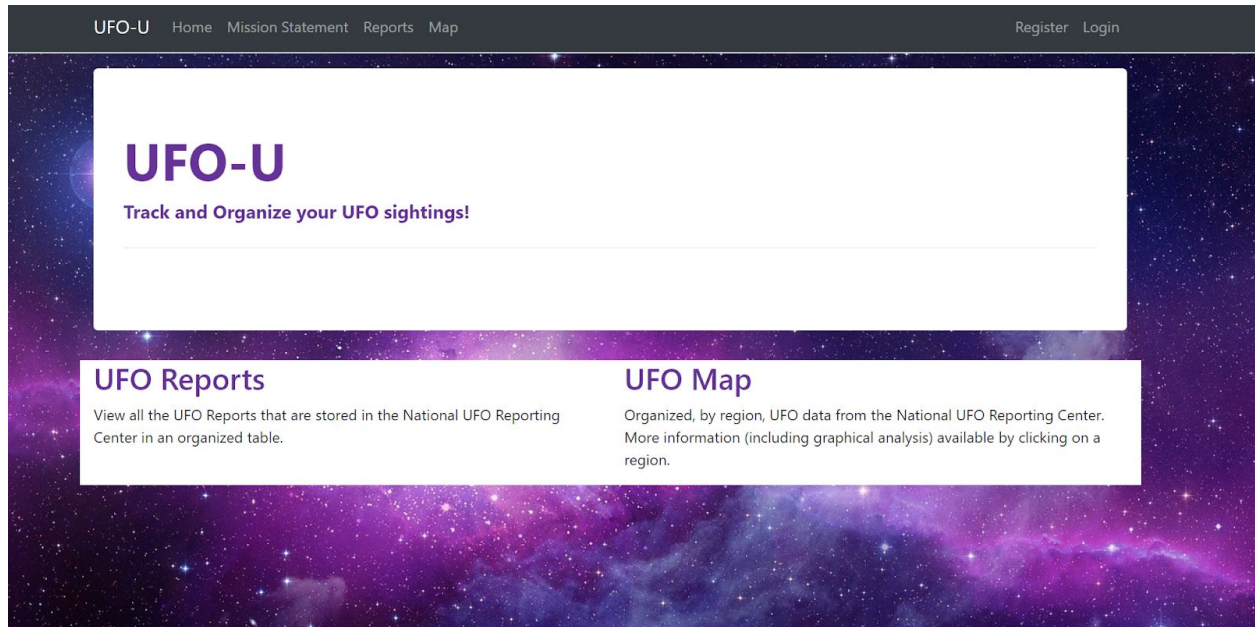 UFO-U Home Mission Statement Reports Map Register Login
UFO-U
Track and Organize your UFO sightings!
UFO Reports
View all the UFO Reports that are stored in the National UFO Reporting
Center in an organized table.
UFO Map
Organized, by region, UFO data from the National UFO Reporting Center.
More information (including graphical analysis) available by clicking on a
region.